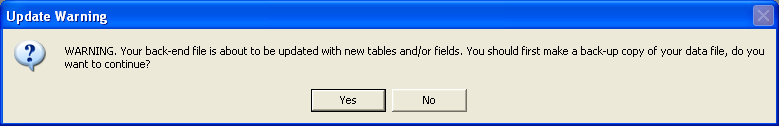 Update Warning
WARNING. Your back-end file is about to be updated with new tables and/or fields. You should first make a back-up copy of your data file, do you
want to continue?
Yes
No